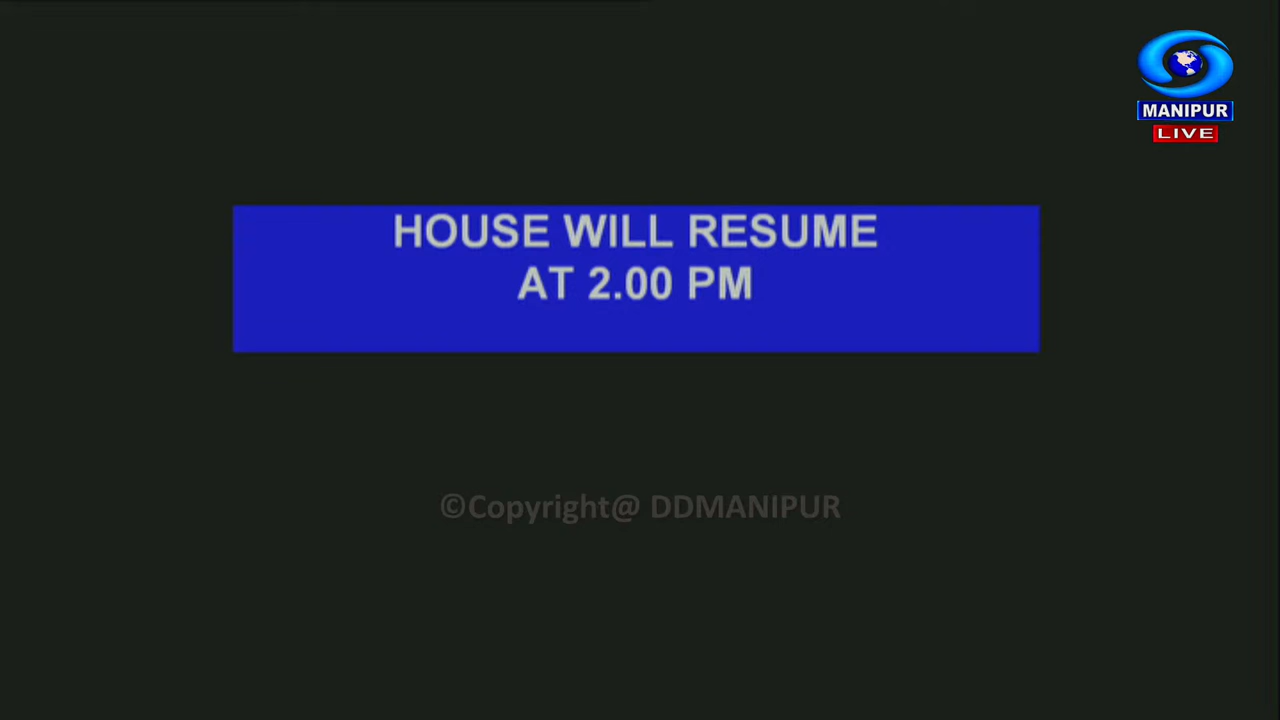 MANIPUR
LIVE
HOUSE WILL RESUME
AT 2.00 PM
©Copyright@ DDMANIPUR